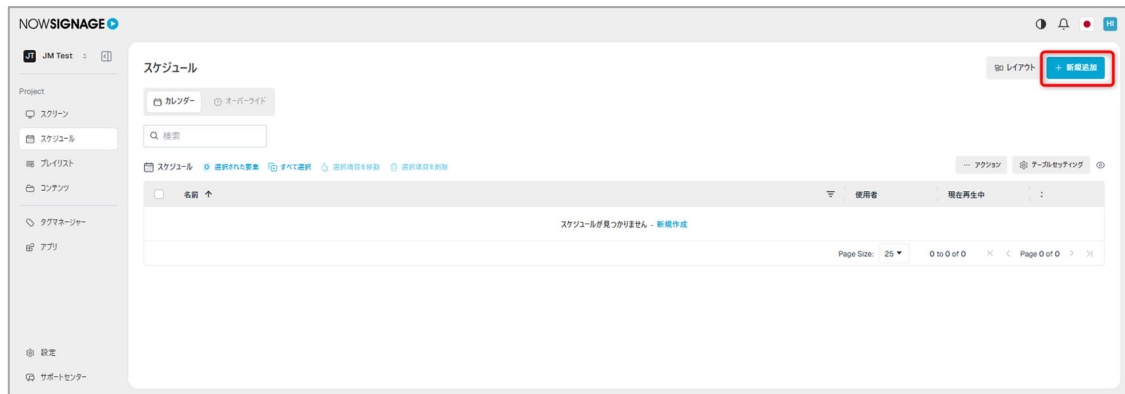 NOWSIGNAGE
HI
JT JM Test
Project
スクリーン
スケジュール
プレイリスト
コンテンツ
タグマネージャー
アプリ
設定
サポートセンター
スケジュール
レイアウト + 新規追加
カレンダー オーバーライド
検索
スケジュール 0 選択された要素 すべて選択 選択項目を移動 選択項目を削除
... アクション テーブルセッティング
名前 ↑ 使用者 現在再生中 :
スケジュールが見つかりません - 新規作成
Page Size: 25 0 to 0 of 0 Page 0 of 0